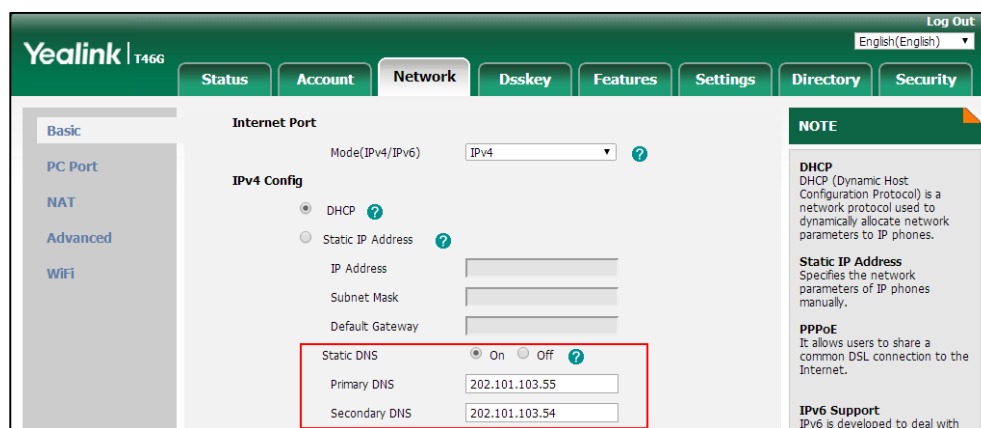 Log Out
English(English)
Yealink | T46G
Status Account Network Dsskey Features Settings Directory Security
Basic
PC Port
NAT
Advanced
WiFi
Internet Port
Mode(IPv4/IPv6) IPv4
IPv4 Config
DHCP
Static IP Address
IP Address
Subnet Mask
Default Gateway
Static DNS On Off
Primary DNS 202.101.103.55
Secondary DNS 202.101.103.54
NOTE
DHCP
DHCP (Dynamic Host
Configuration Protocol) is a
network protocol used to
dynamically allocate network
parameters to IP phones.
Static IP Address
Specifies the network
parameters of IP phones
manually.
PPPoE
It allows users to share a
common DSL connection to the
Internet.
IPv6 Support
IPv6 is developed to deal with